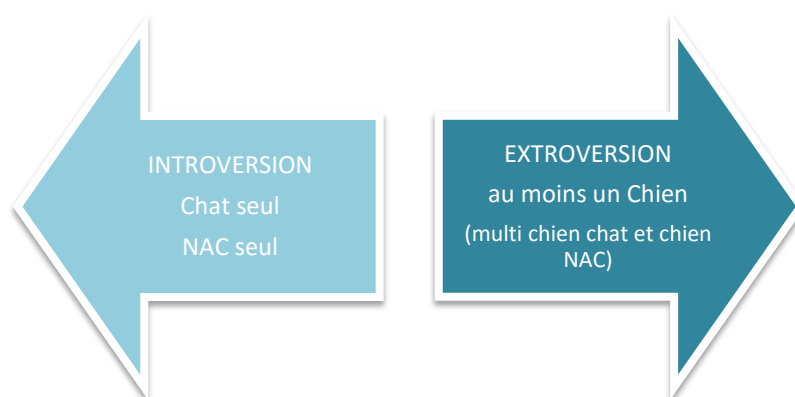 INTROVERSION
Chat seul
NAC seul
EXTROVERSION
au moins un Chien
(multi chien chat et chien
NAC)